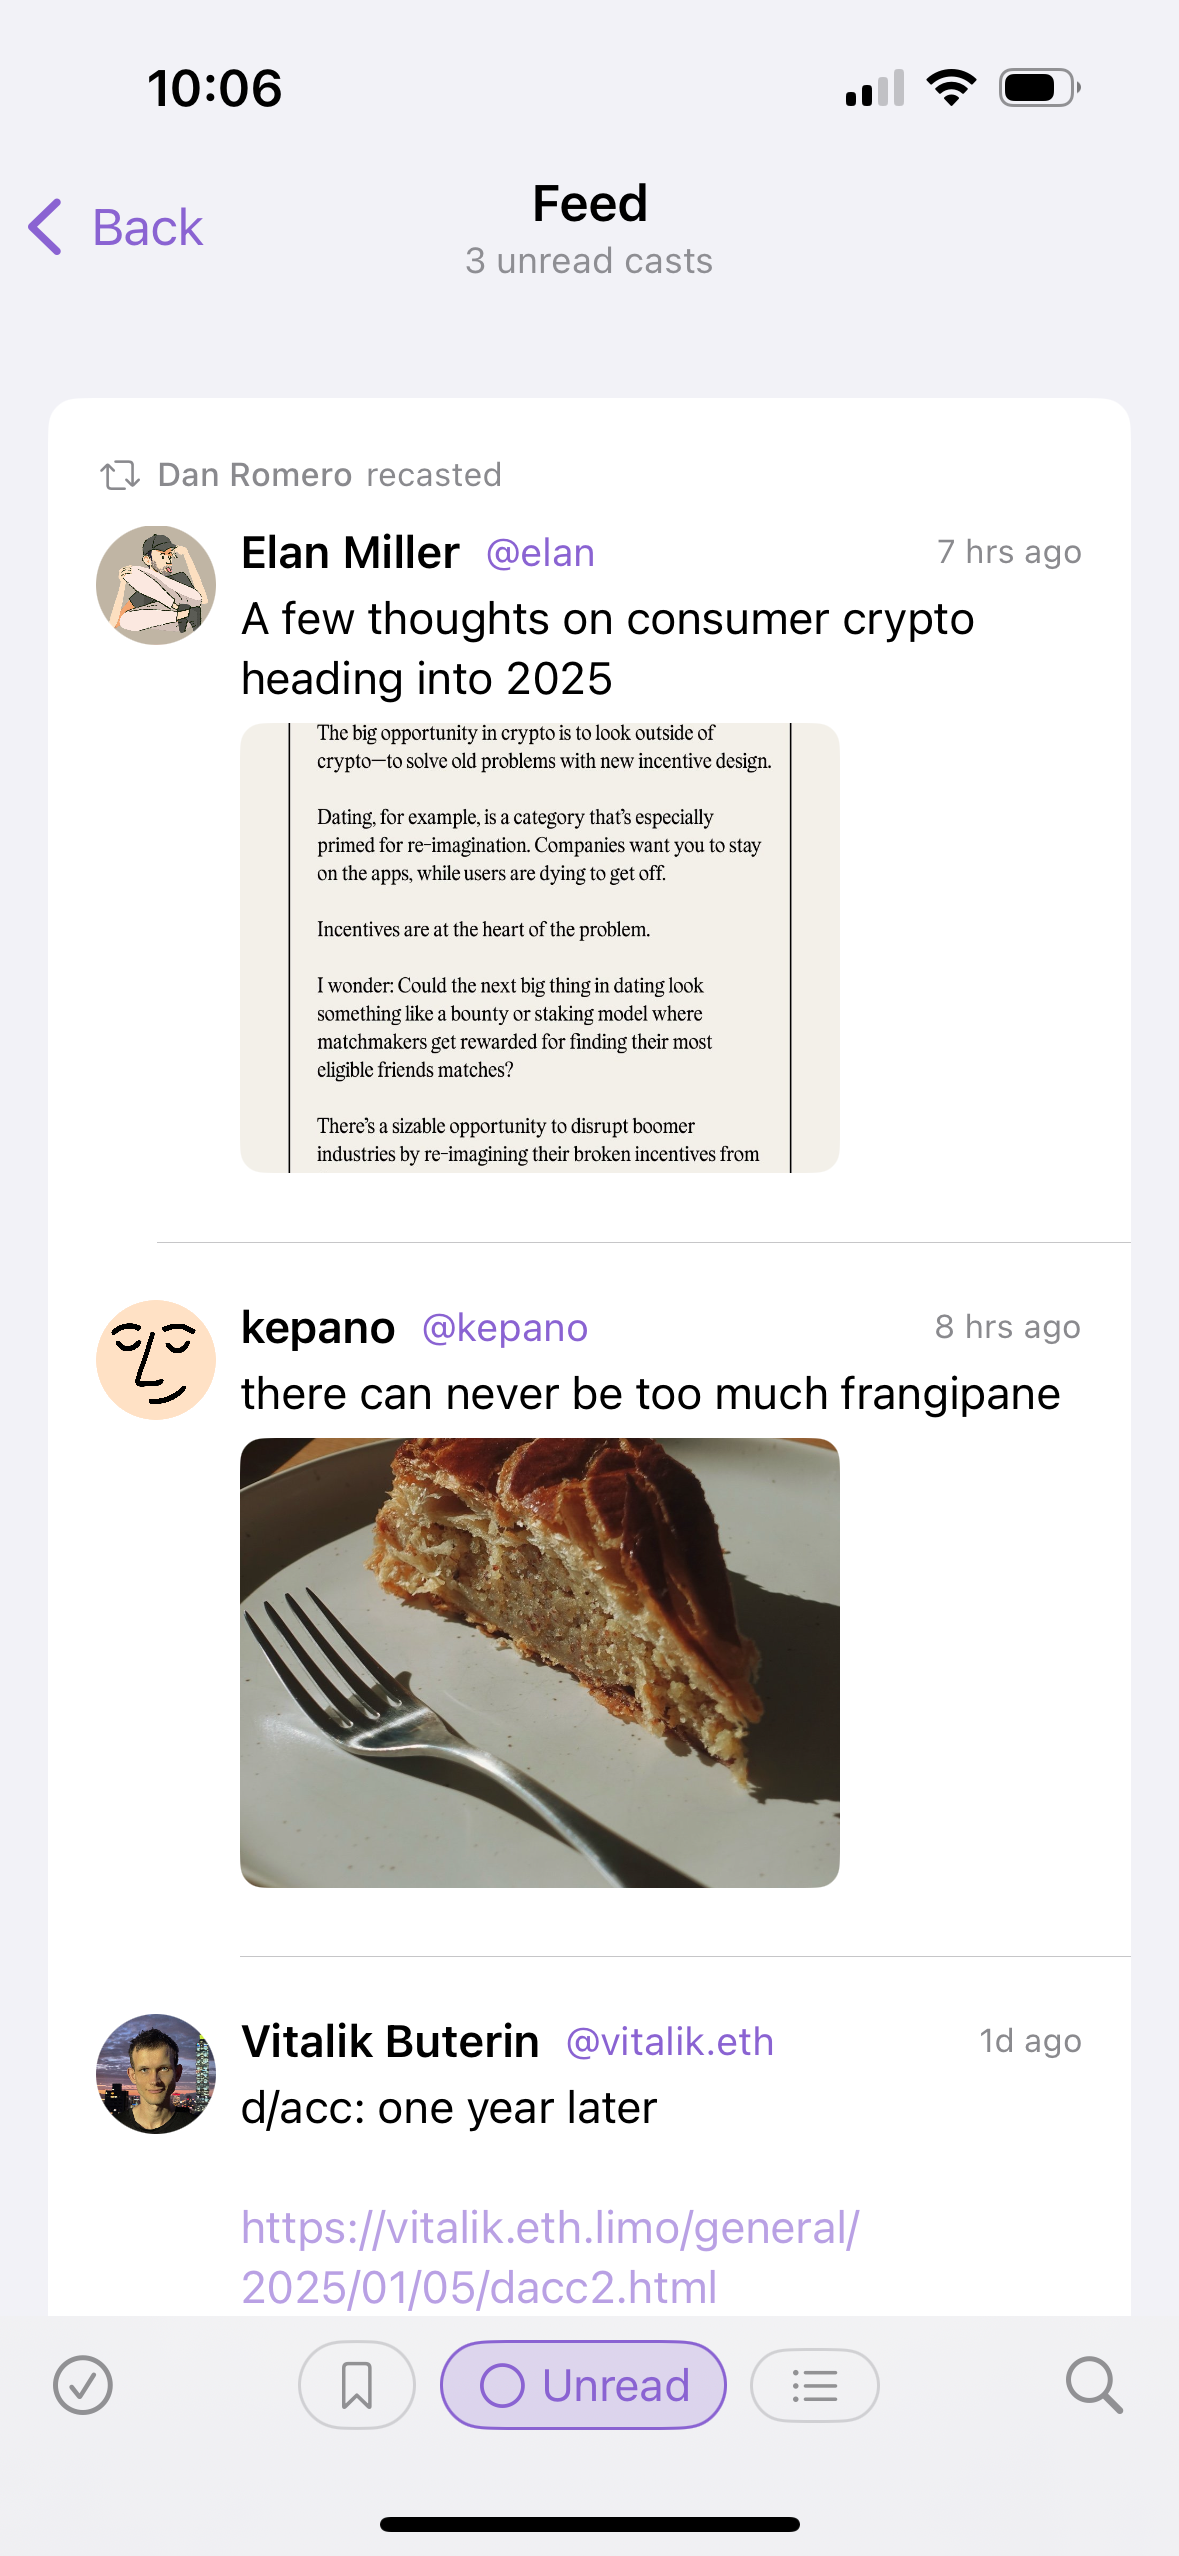 10:06
Back
Feed
3 unread casts
Dan Romero recasted
Elan Miller @elan 7 hrs ago
A few thoughts on consumer crypto
heading into 2025
The big opportunity in crypto is to look outside of
crypto—to solve old problems with new incentive design.
Dating, for example, is a category that's especially
primed for re-imagination. Companies want you to stay
on the apps, while users are dying to get off.
Incentives are at the heart of the problem.
I wonder: Could the next big thing in dating look
something like a bounty or staking model where
matchmakers get rewarded for finding their most
eligible friends matches?
There's a sizable opportunity to disrupt boomer
industries by re-imagining their broken incentives from
kepano @kepano 8 hrs ago
there can never be too much frangipane
Vitalik Buterin @vitalik.eth 1d ago
d/acc: one year later
https://vitalik.eth.limo/general/
2025/01/05/dacc2.html
Unread